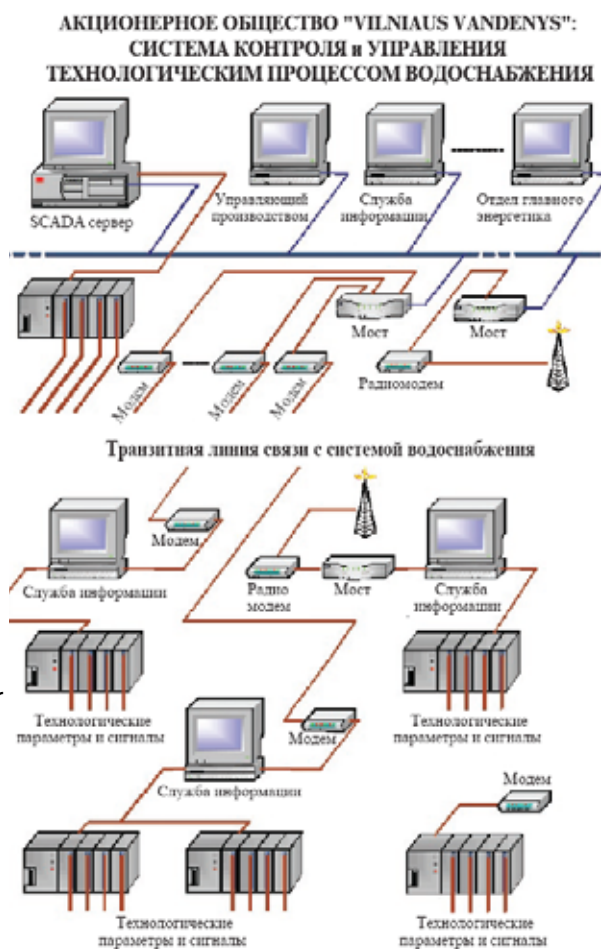 АКЦИОНЕРНОЕ ОБЩЕСТВО "VILNIAUS VANDENYS":
СИСТЕМА КОНТРОЛЯ и УПРАВЛЕНИЯ
ТЕХНОЛОГИЧЕСКИМ ПРОЦЕССОМ ВОДОСНАБЖЕНИЯ
SCADA сервер
Управляющий
производством
Служба
информации
Отдел главного
энергетика
Мост
Мост
Модем
Модем
Модем
Радиомодем
Транзитная линия связи с системой водоснабжения
Модем
Служба информации
Радио
модем
Мост
Служба
информации
Технологические
параметры и сигналы
Модем
Технологические
параметры и сигналы
Служба информации
Модем
Технологические
параметры и сигналы
Технологические
параметры и сигналы